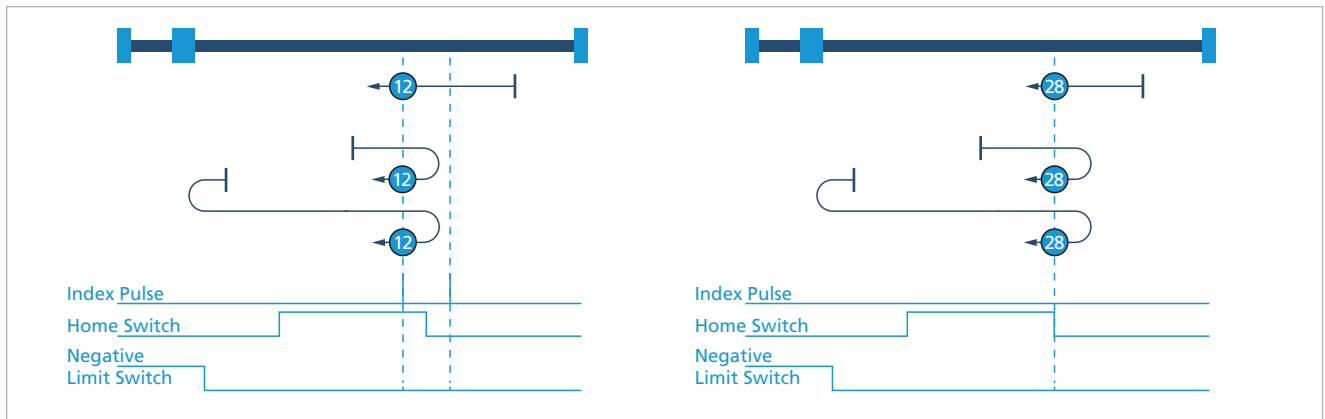 12
12
12
Index Pulse
Home Switch
Negative
Limit Switch
28
28
28
Index Pulse
Home Switch
Negative
Limit Switch